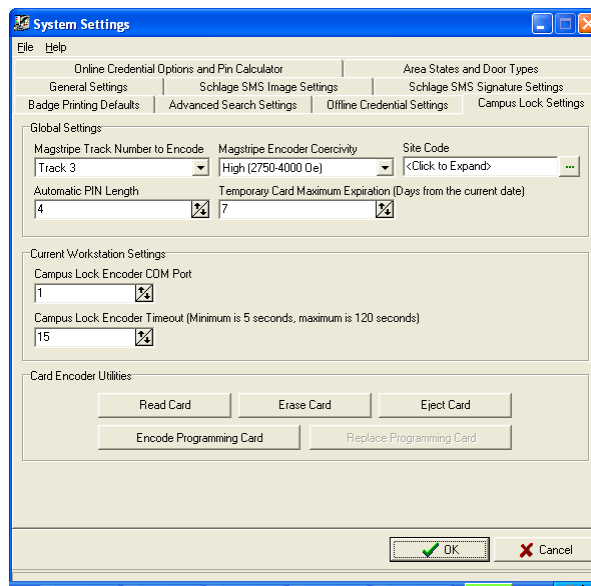 System Settings
File Help
Online Credential Options and Pin Calculator Area States and Door Types
General Settings Schlage SMS Image Settings Schlage SMS Signature Settings
Badge Printing Defaults Advanced Search Settings Offline Credential Settings Campus Lock Settings
Global Settings
Magstripe Track Number to Encode Magstripe Encoder Coercivity Site Code
Track 3 High (2750-4000 Oe) <Click to Expand> ...
Automatic PIN Length Temporary Card Maximum Expiration (Days from the current date)
4 7
Current Workstation Settings
Campus Lock Encoder COM Port
1
Campus Lock Encoder Timeout (Minimum is 5 seconds, maximum is 120 seconds)
15
Card Encoder Utilities
Read Card Erase Card Eject Card
Encode Programming Card Replace Programming Card
OK Cancel